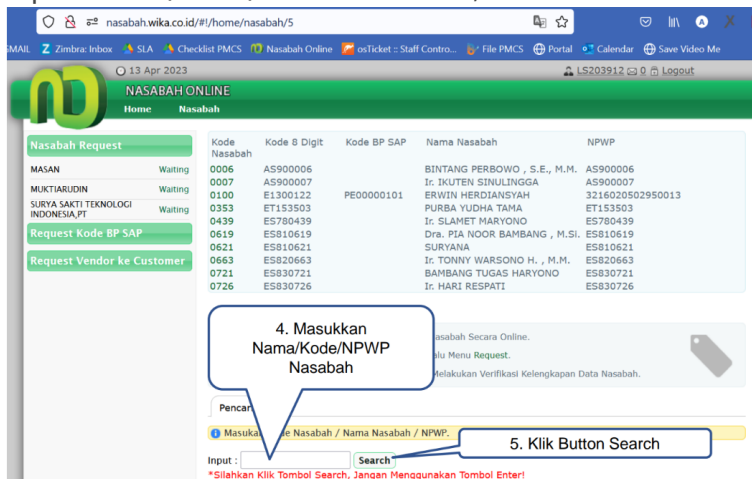 nasabah.wika.co.id/#!/home/nasabah/5
SMAIL Zimbra: Inbox SLA Checklist PMCS Nasabah Online osTicket :: Staff Contro... File PMCS Portal Calendar Save Video Me
13 Apr 2023 LS203912 0 Logout
NASABAH ONLINE
Home Nasabah
Nasabah Request
MASAN Waiting
MUKTIARUDIN Waiting
SURYA SAKTI TEKNOLOGI INDONESIA,PT Waiting
Request Kode BP SAP
Request Vendor ke Customer
Kode Nasabah Kode 8 Digit Kode BP SAP Nama Nasabah NPWP
0006 AS900006 BINTANG PERBOWO , S.E., M.M. AS900006
0007 AS900007 Ir. IKUTEN SINULINGGA AS900007
0100 E1300122 PE00000101 ERWIN HERDIANSYAH 3216020502950013
0353 ET153503 PURBA YUDHA TAMA ET153503
0439 ES780439 Ir. SLAMET MARYONO ES780439
0619 ES810619 Dra. PIA NOOR BAMBANG , M.Si. ES810619
0621 ES810621 SURYANA ES810621
0663 ES820663 Ir. TONNY WARSONO H. , M.M. ES820663
0721 ES830721 BAMBANG TUGAS HARYONO ES830721
0726 ES830726 Ir. HARI RESPATI ES830726
4. Masukkan
Nama/Kode/NPWP
Nasabah
asabah Secara Online.
alu Menu Request.
Melakukan Verifikasi Kelengkapan Data Nasabah.
Pencar
Masuka de Nasabah / Nama Nasabah / NPWP.
5. Klik Button Search
Input : Search
*Silahkan Klik Tombol Search, Jangan Menggunakan Tombol Enter!